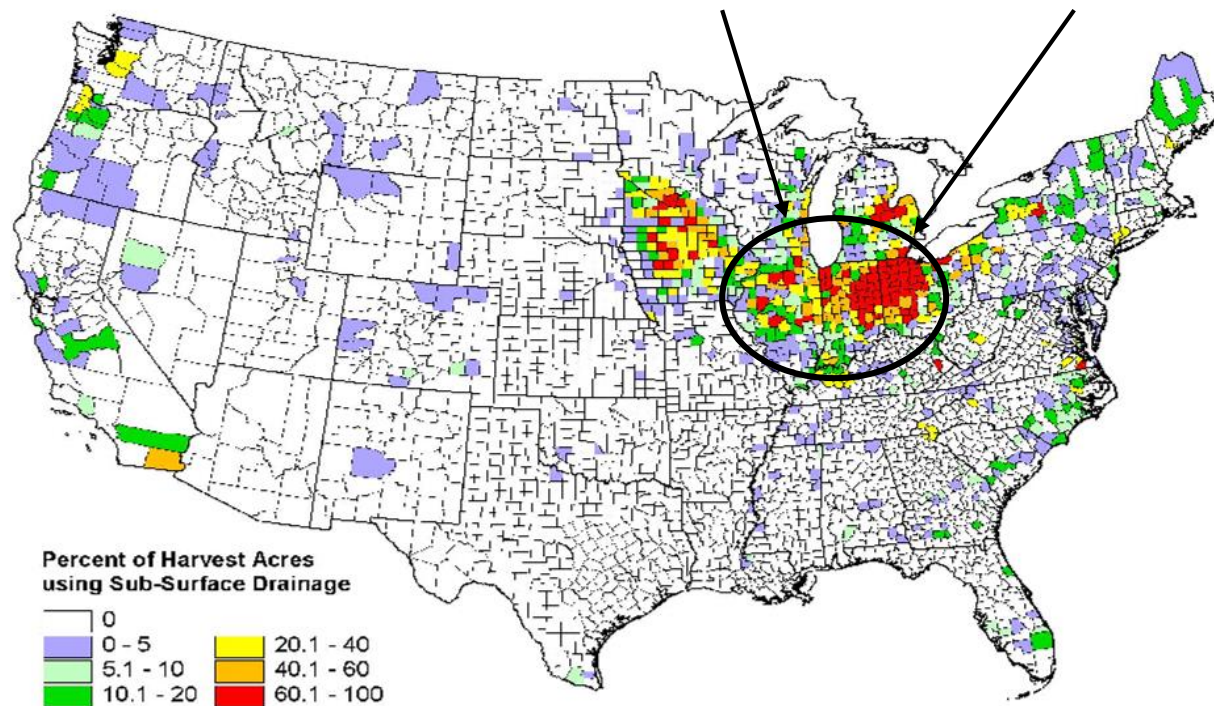 Percent of Harvest Acres
using Sub-Surface Drainage
0
0 - 5
5.1 - 10
10.1 - 20
20.1 - 40
40.1 - 60
60.1 - 100